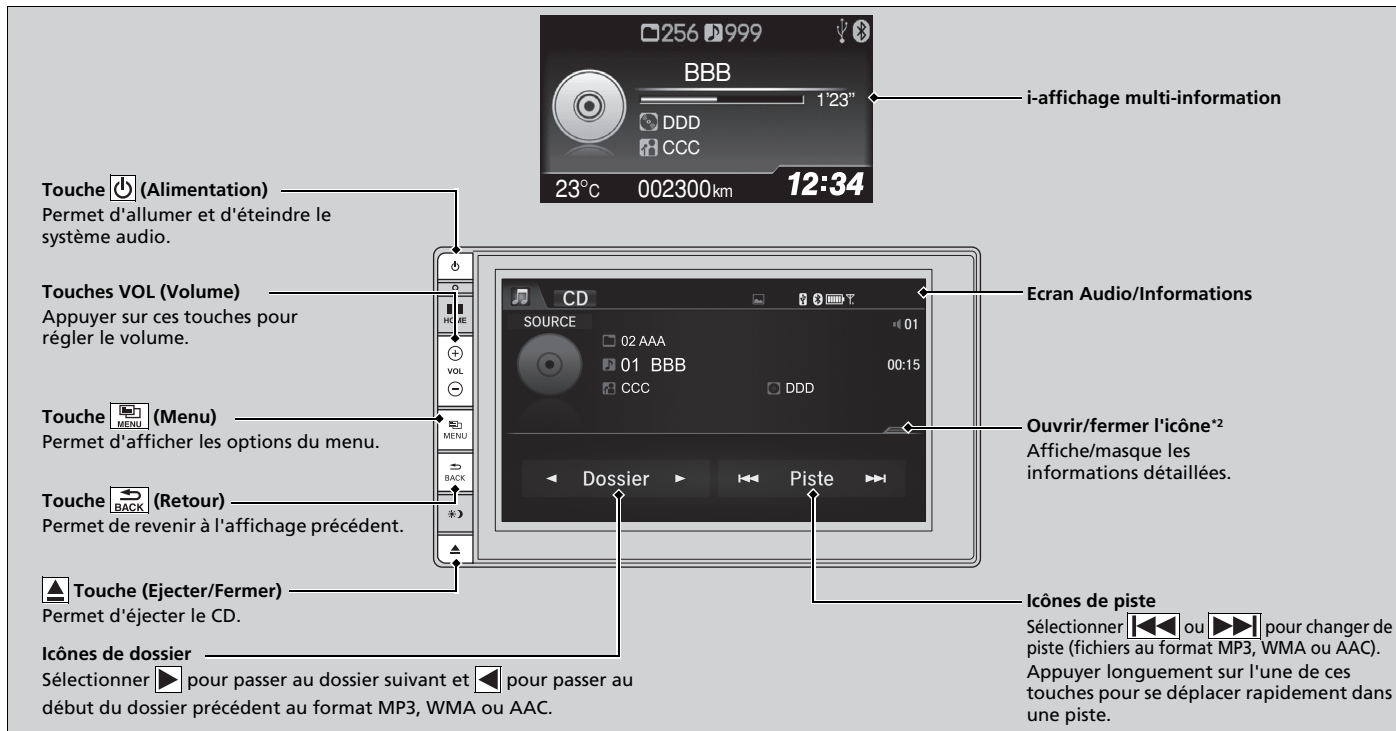 256 999
BBB
1'23"
DDD
CCC
23°C 002300km 12:34
i-affichage multi-information
Touche (Alimentation)
Permet d'allumer et d'éteindre le
système audio.
Touches VOL (Volume)
Appuyer sur ces touches pour
régler le volume.
Touche MENU (Menu)
Permet d'afficher les options du menu.
Touche BACK (Retour)
Permet de revenir à l'affichage précédent.
Touche (Ejecter/Fermer)
Permet d'éjecter le CD.
Icônes de dossier
Sélectionner ▶ pour passer au dossier suivant et ◀ pour passer au
début du dossier précédent au format MP3, WMA ou AAC.
HOME
VOL
MENU
BACK
CD
SOURCE
01
02 AAA
01 BBB
00:15
CCC
DDD
◀ Dossier ▶
Piste
Ecran Audio/Informations
Ouvrir/fermer l'icône*2
Affiche/masque les
informations détaillées.
Icônes de piste
Sélectionner ou pour changer de
piste (fichiers au format MP3, WMA ou AAC).
Appuyer longuement sur l'une de ces
touches pour se déplacer rapidement dans
une piste.